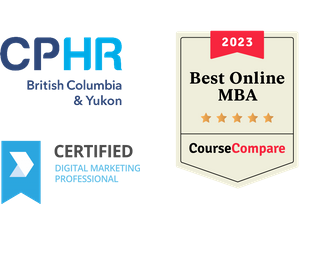 CPHR
British Columbia
& Yukon
CERTIFIED
DIGITAL MARKETING
PROFESSIONAL
2023
Best Online
MBA
CourseCompare